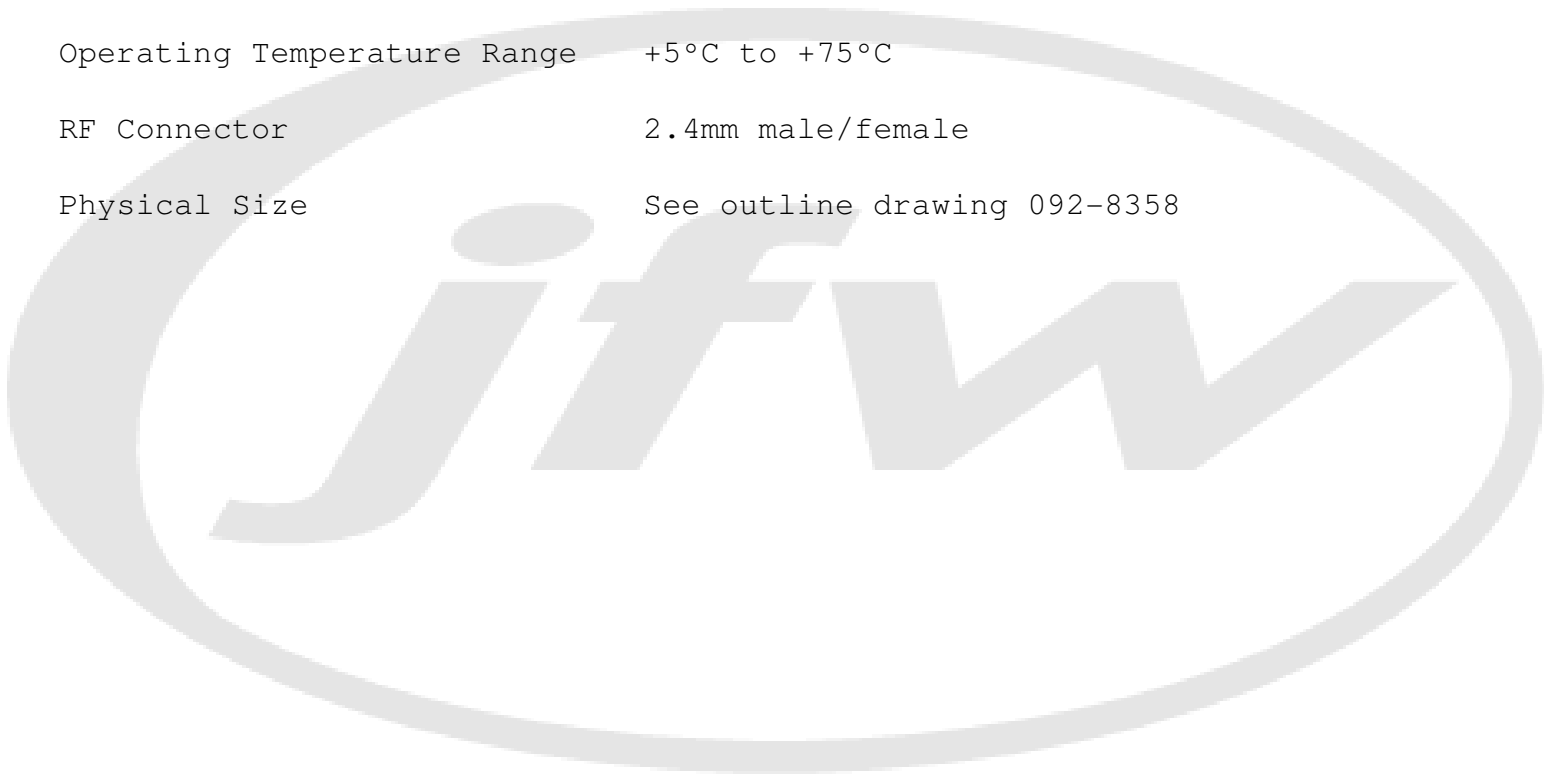 Operating Temperature Range +5°C to +75°C
RF Connector 2.4mm male/female
Physical Size See outline drawing 092-8358
jfw